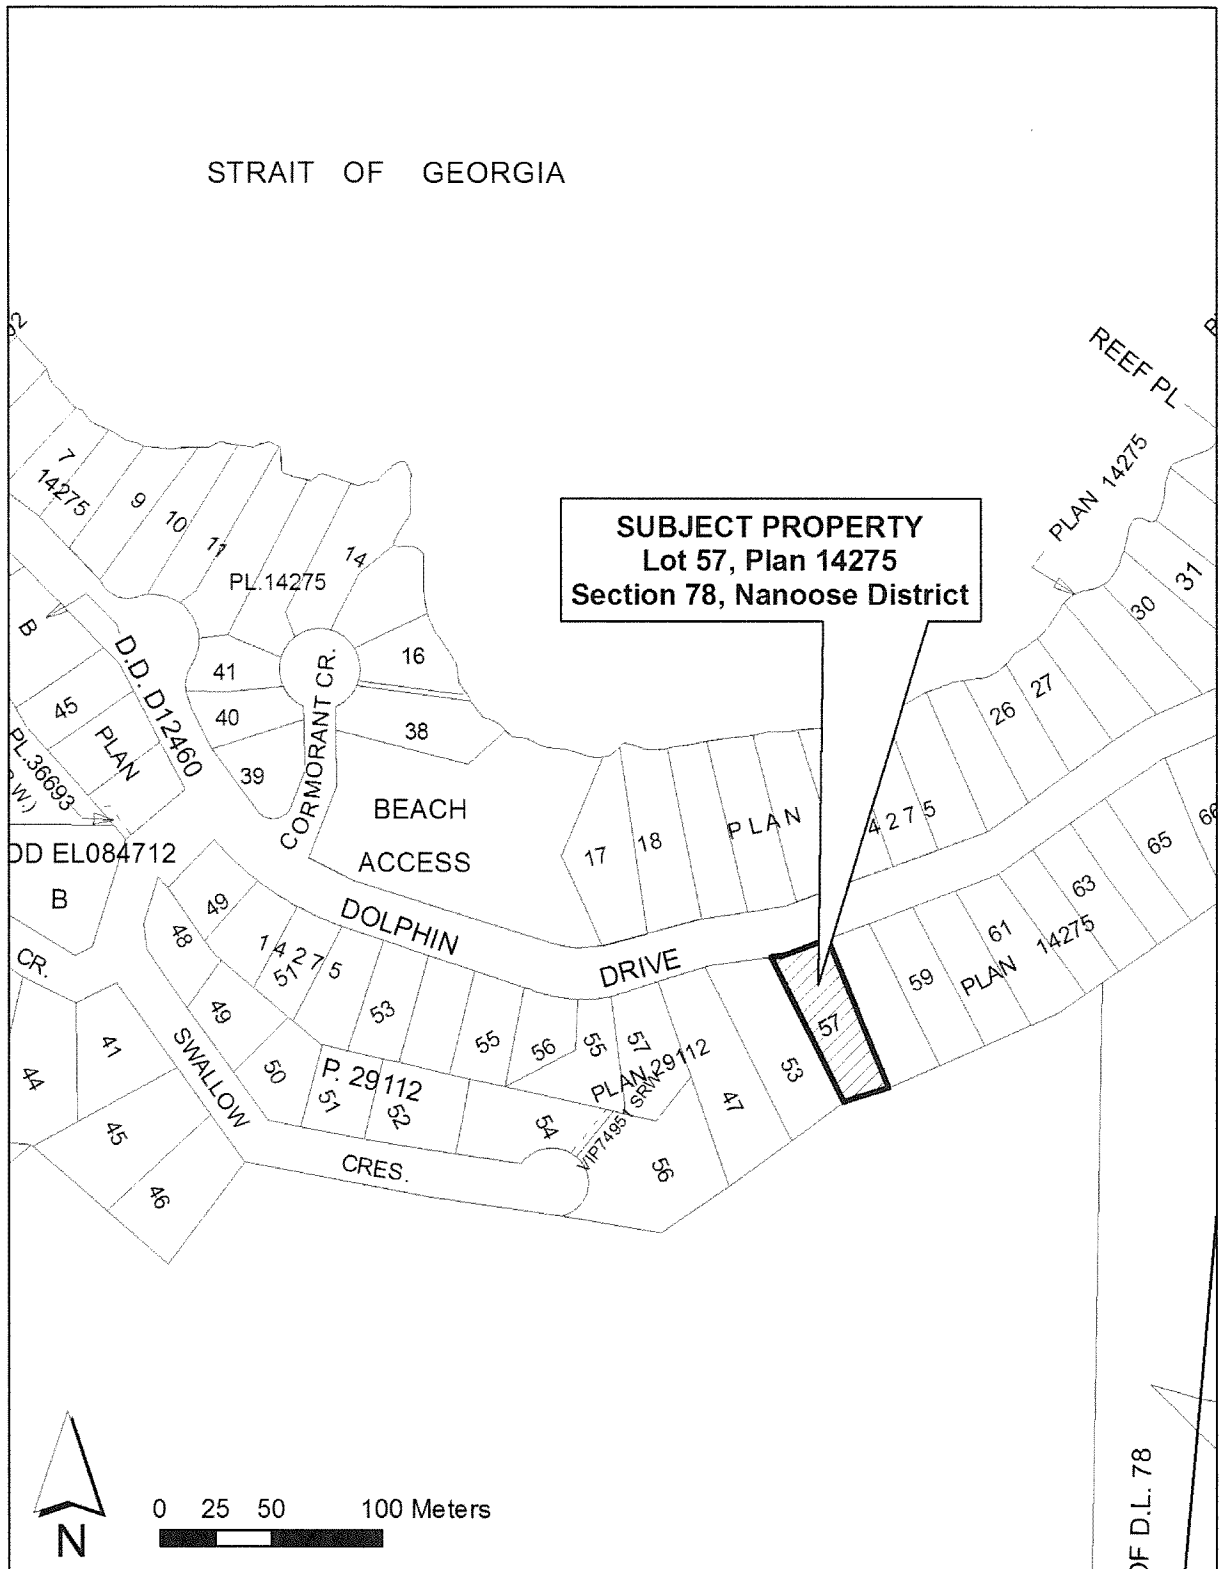 STRAIT OF GEORGIA
REEF PL
PLAN 14275
SUBJECT PROPERTY
Lot 57, Plan 14275
Section 78, Nanoose District
7
14275
9
10
11
PL.14275
14
16
41
40
39
38
CORMORANT CR.
B
D.D. D12460
45
PLAN
PL.36693
BEACH
ACCESS
17
18
PLAN
4275
26
27
30
31
DD EL084712
B
DOLPHIN
DRIVE
49
48
14275
51
53
55
56
55
57
PLAN 29112
VIP74951 SRW
47
53
57
59
61
PLAN 14275
63
65
66
CR.
41
44
45
46
49
50
SWALLOW
P. 29112
51
52
54
CRES.
56
N
0 25 50 100 Meters
OF D.L. 78